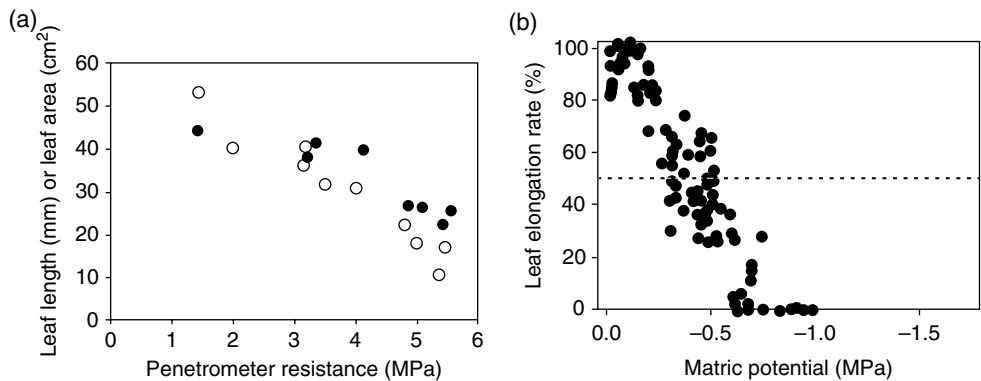 (a)
Leaf length (mm) or leaf area (cm²)
60
50
40
30
20
10
0
0 1 2 3 4 5 6
Penetrometer resistance (MPa)
(b)
Leaf elongation rate (%)
100
80
60
40
20
0
0.0 −0.5 −1.0 −1.5
Matric potential (MPa)